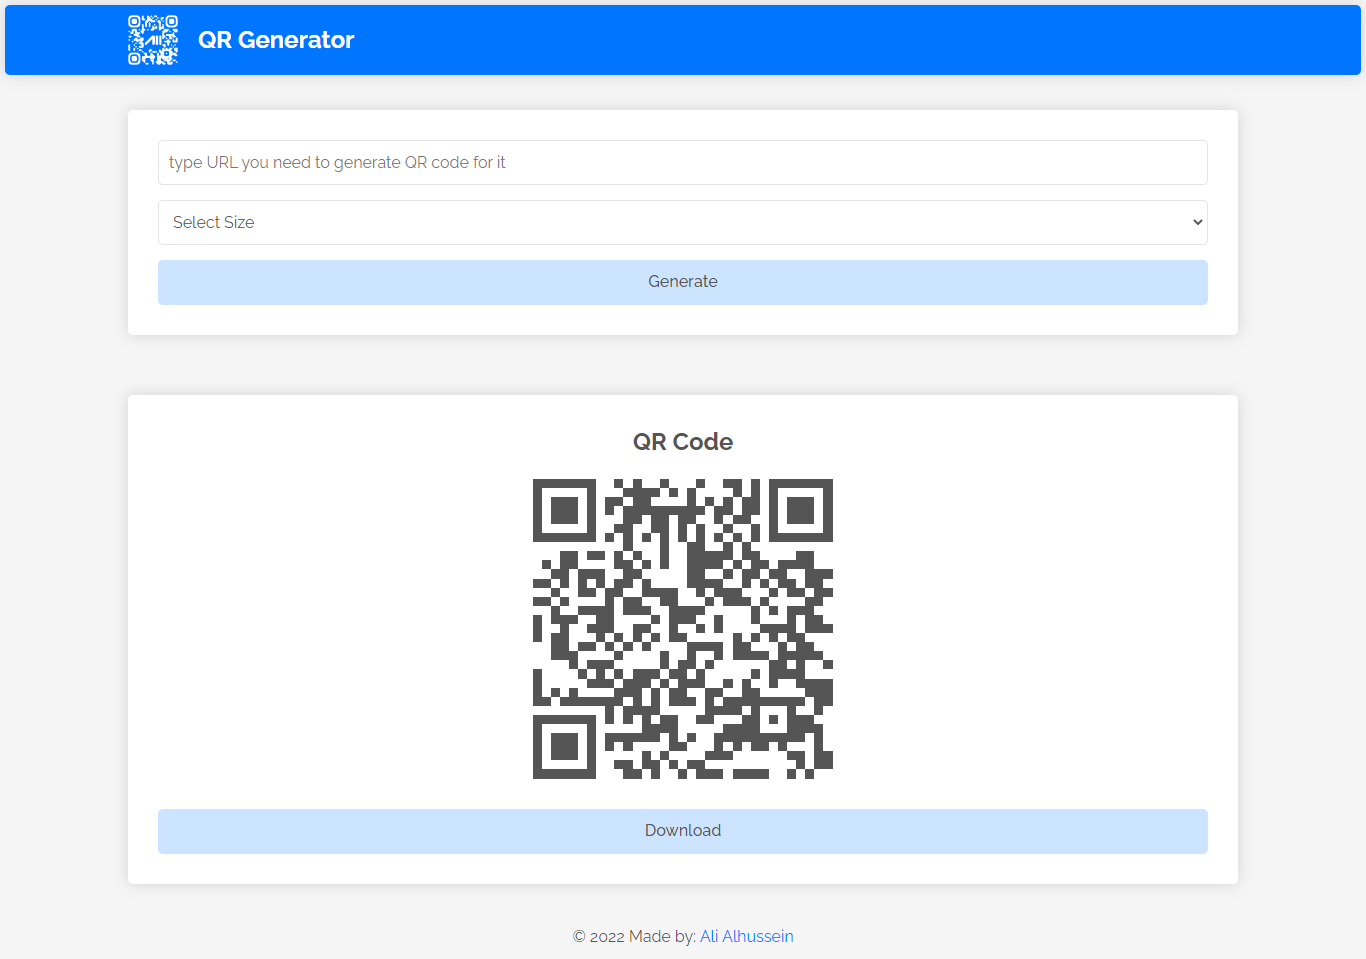 QR Generator
type URL you need to generate QR code for it
Select Size
Generate
QR Code
Download
© 2022 Made by: Ali Alhussein